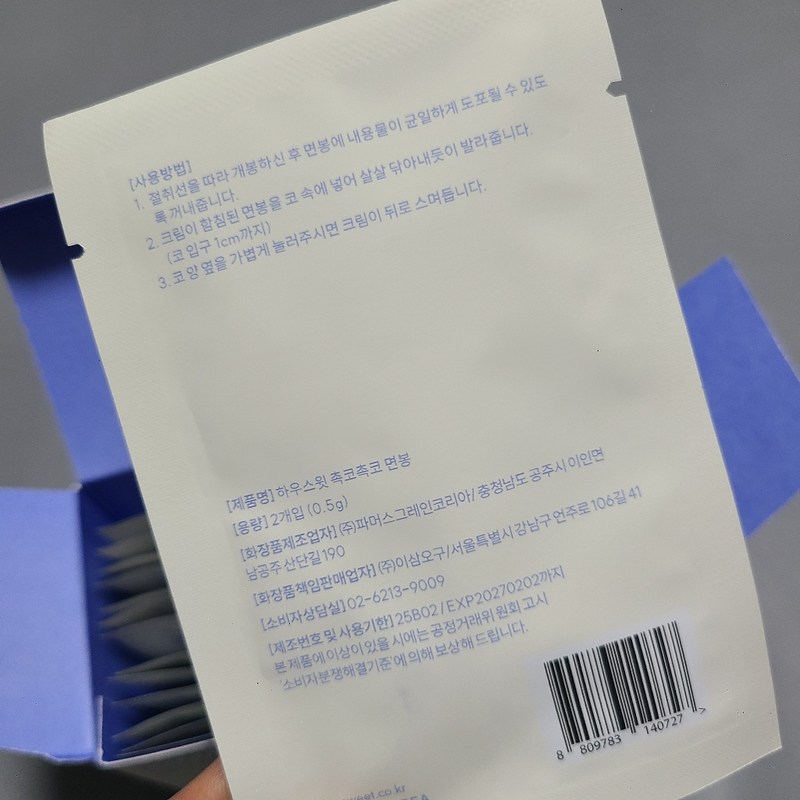 [사용방법]
1. 절취선을 따라 개봉하신 후 면봉에 내용물이 균일하게 도포될 수 있도
록 꺼내줍니다.
2. 크림이 함침된 면봉을 코 속에 넣어 살살 닦아내듯이 발라줍니다.
(코 입구 1cm까지)
3. 코 양 옆을 가볍게 눌러주시면 크림이 뒤로 스며듭니다.
[제품명] 하우스윗 촉코촉코 면봉
[용량] 2개입 (0.5g)
[화장품제조업자] (주)파머스그레인코리아/ 충청남도 공주시 이인면
남공주 산단길 190
[화장품책임판매업자] (주)이삼오구/서울특별시 강남구 언주로106길 41
[소비자상담실] 02-6213-9009
[제조번호 및 사용기한] 25B02 / EXP20270202까지
본 제품에 이상이 있을 시에는 공정거래위원회 고시
'소비자분쟁해결기준'에 의해 보상해 드립니다.
8 809783 140727 >